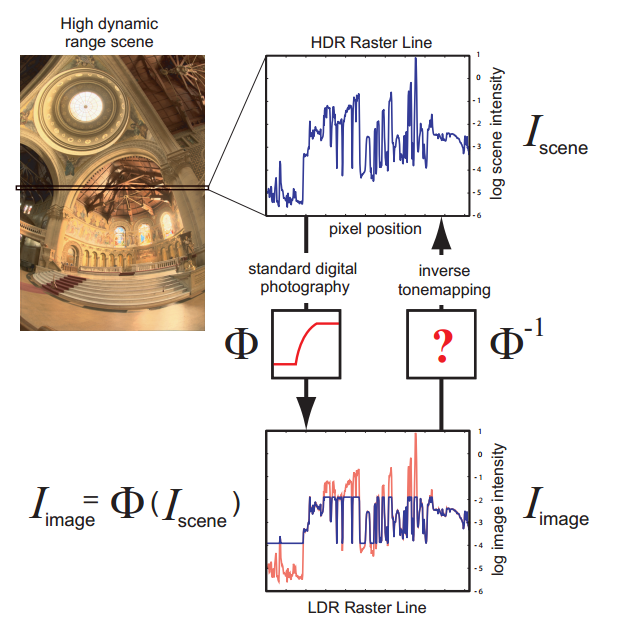 High dynamic
range scene
HDR Raster Line
1
0
-1
-2
-3
-4
-5
-6
log scene intensity
I scene
pixel position
standard digital
photography
inverse
tonemapping
Φ
?
Φ-1
1
0
-1
-2
-3
-4
-5
-6
log image intensity
I image = Φ(I scene)
I image
LDR Raster Line